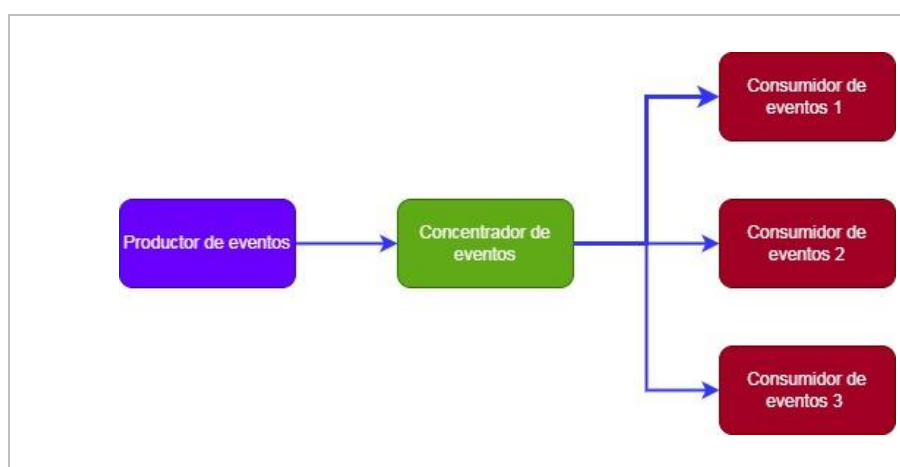 Productor de eventos
Concentrador de
eventos
Consumidor de
eventos 1
Consumidor de
eventos 2
Consumidor de
eventos 3